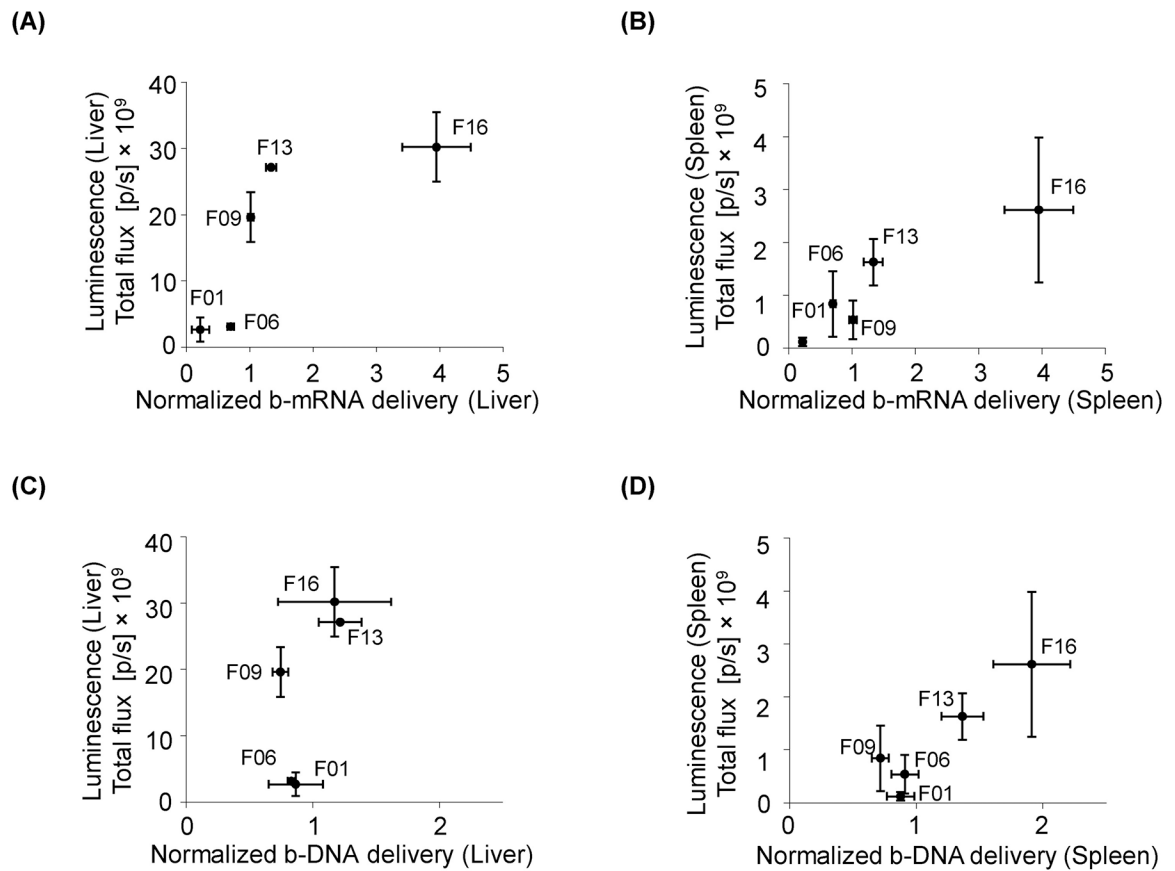 (A)
Luminescence (Liver)
Total flux [p/s] × 10⁹
40
30
20
10
0
F16
F13
F09
F01
F06
0 1 2 3 4 5
Normalized b-mRNA delivery (Liver)
(B)
Luminescence (Spleen)
Total flux [p/s] × 10⁹
5
4
3
2
1
0
F16
F13
F06
F01
F09
0 1 2 3 4 5
Normalized b-mRNA delivery (Spleen)
(C)
Luminescence (Liver)
Total flux [p/s] × 10⁹
40
30
20
10
0
F16
F13
F09
F06
F01
0 1 2
Normalized b-DNA delivery (Liver)
(D)
Luminescence (Spleen)
Total flux [p/s] × 10⁹
5
4
3
2
1
0
F16
F13
F09
F06
F01
0 1 2
Normalized b-DNA delivery (Spleen)